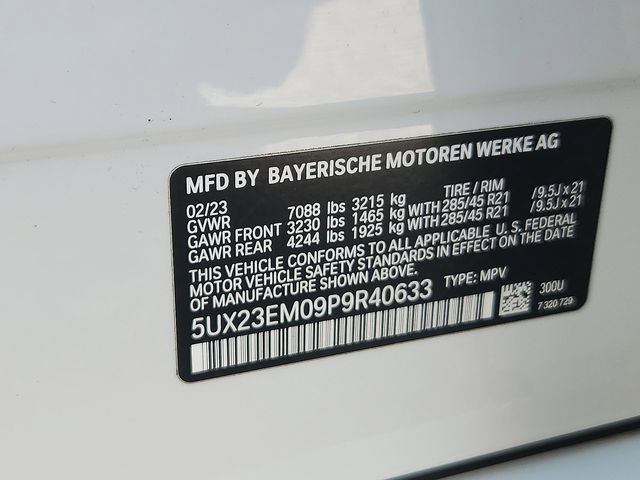 MFD BY BAYERISCHE MOTOREN WERKE AG
02/23 TIRE / RIM
GVWR 7088 lbs 3215 kg
GAWR FRONT 3230 lbs 1465 kg WITH 285/45 R21 /9.5J x 21
GAWR REAR 4244 lbs 1925 kg WITH 285/45 R21 /9.5J x 21
THIS VEHICLE CONFORMS TO ALL APPLICABLE U. S. FEDERAL
MOTOR VEHICLE SAFETY STANDARDS IN EFFECT ON THE DATE
OF MANUFACTURE SHOWN ABOVE.
5UX23EM09P9R40633 TYPE: MPV
300U
7 320 729